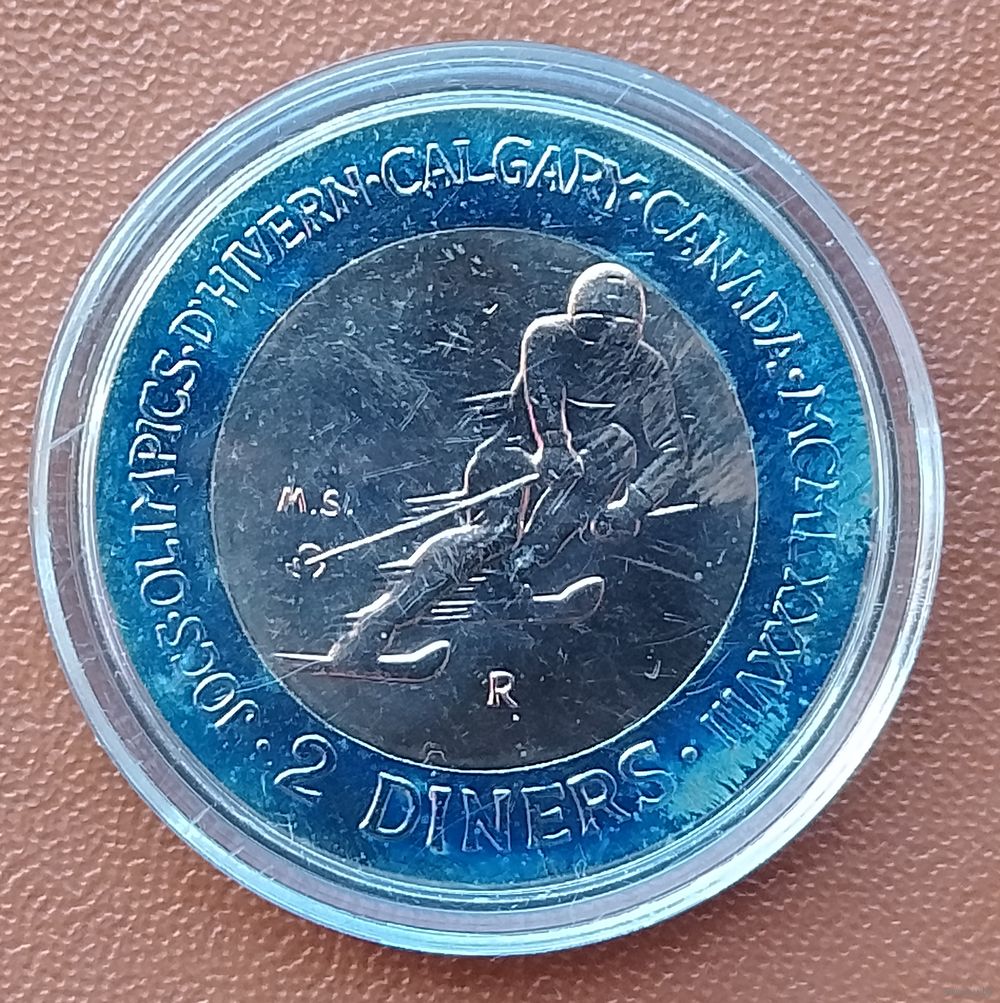 JOCS·OLIMPICS·D'HIVERN·CALGARY·CANADA·MCMLXXXVIII
· 2 DINERS ·
M.S.
R